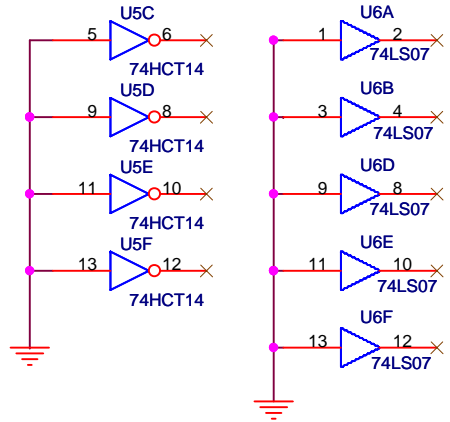 U5C
5 6
74HCT14
U5D
9 8
74HCT14
U5E
11 10
74HCT14
U5F
13 12
74HCT14
U6A
1 2
74LS07
U6B
3 4
74LS07
U6D
9 8
74LS07
U6E
11 10
74LS07
U6F
13 12
74LS07